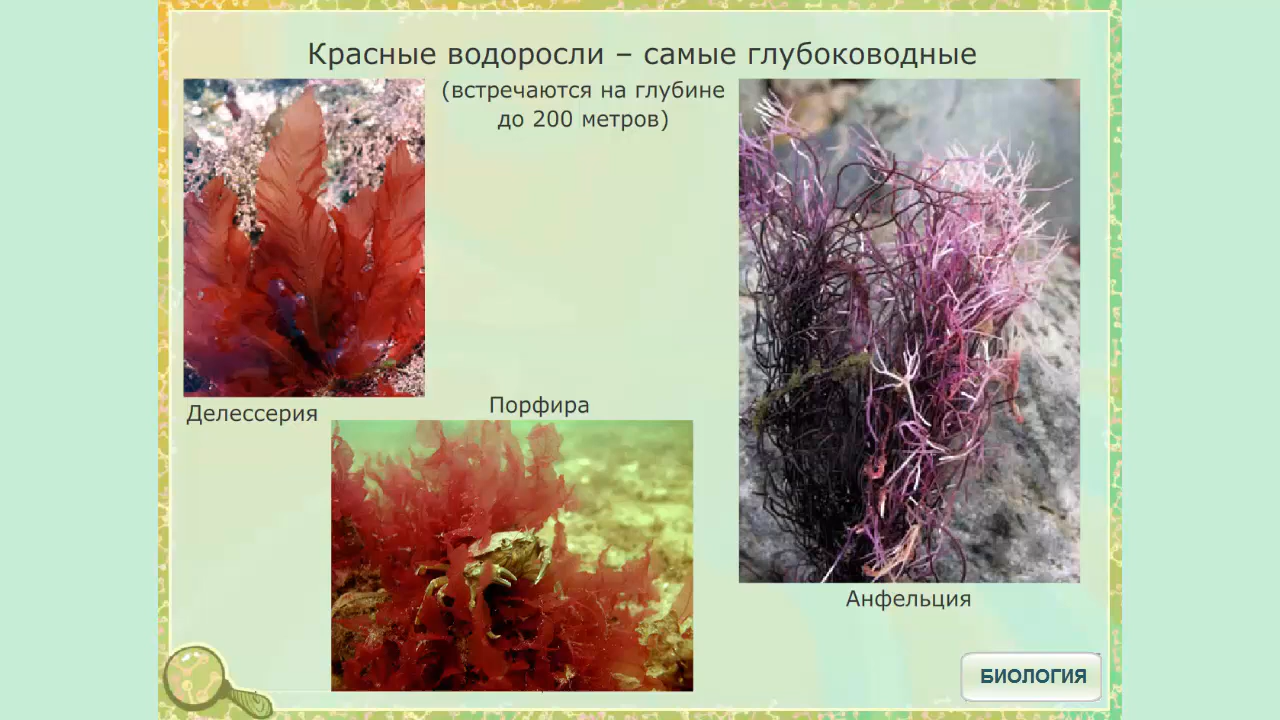 Красные водоросли – самые глубоководные
(встречаются на глубине
до 200 метров)
Делессерия
Порфира
Анфельция
БИОЛОГИЯ